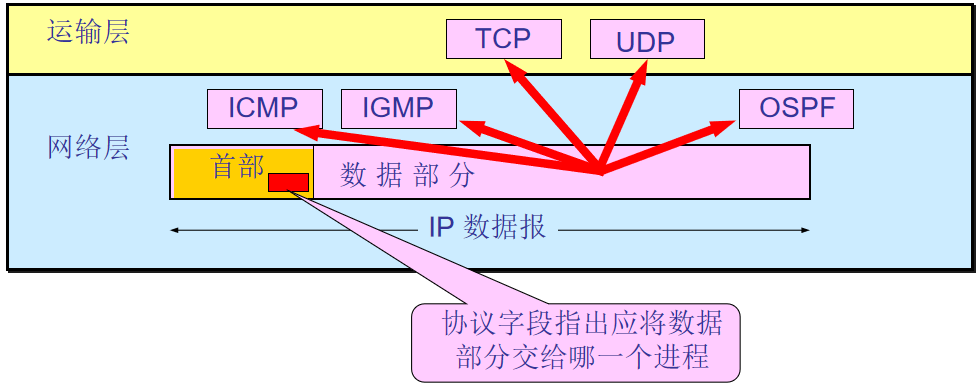 运输层
TCP
UDP
ICMP
IGMP
OSPF
网络层
首部
数据部分
IP 数据报
协议字段指出应将数据
部分交给哪一个进程